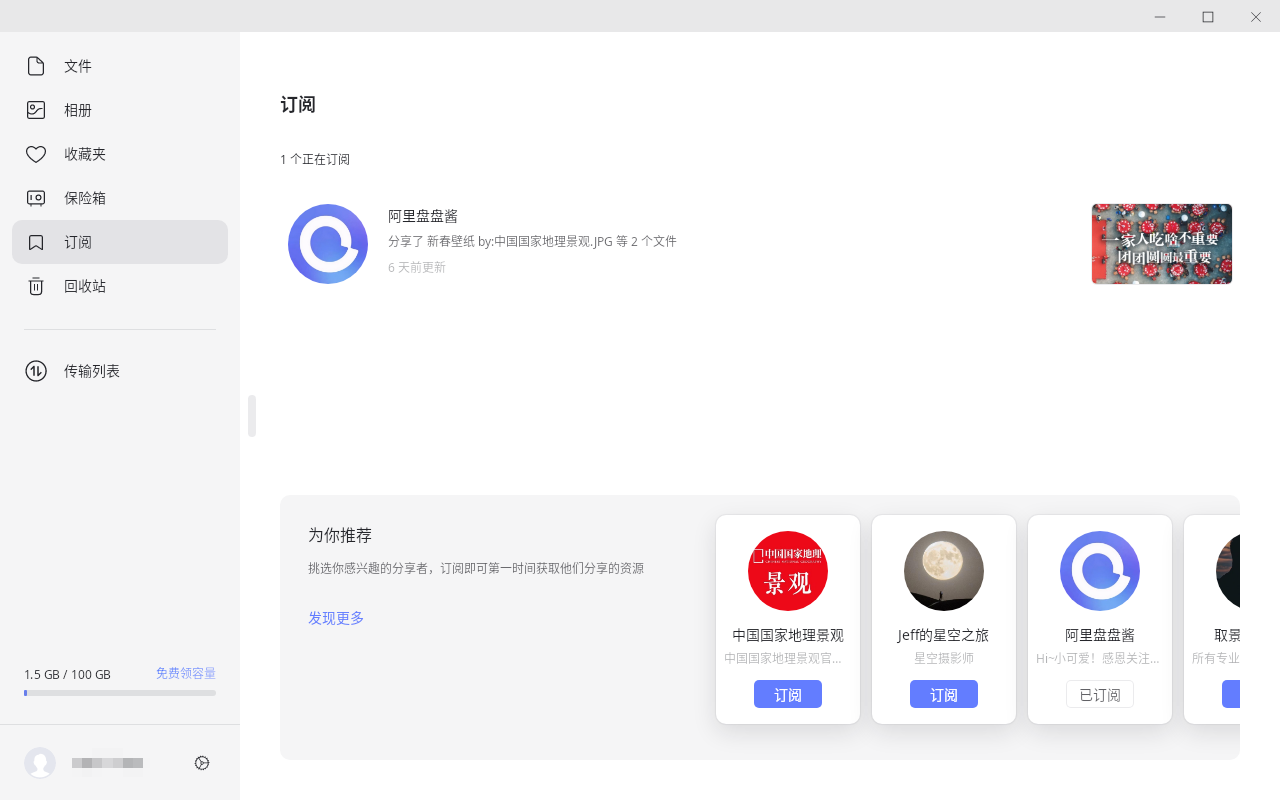 文件
相册
收藏夹
保险箱
订阅
回收站
传输列表
1.5 GB / 100 GB
免费领容量
订阅
1 个正在订阅
阿里盘盘酱
分享了 新春壁纸 by:中国国家地理景观.JPG 等 2 个文件
6 天前更新
一家人吃啥不重要
团团圆圆最重要
为你推荐
挑选你感兴趣的分享者，订阅即可第一时间获取他们分享的资源
发现更多
中国国家地理
景观
中国国家地理景观
中国国家地理景观官...
订阅
Jeff的星空之旅
星空摄影师
订阅
阿里盘盘酱
Hi~小可爱！感恩关注...
已订阅
取景
所有专业